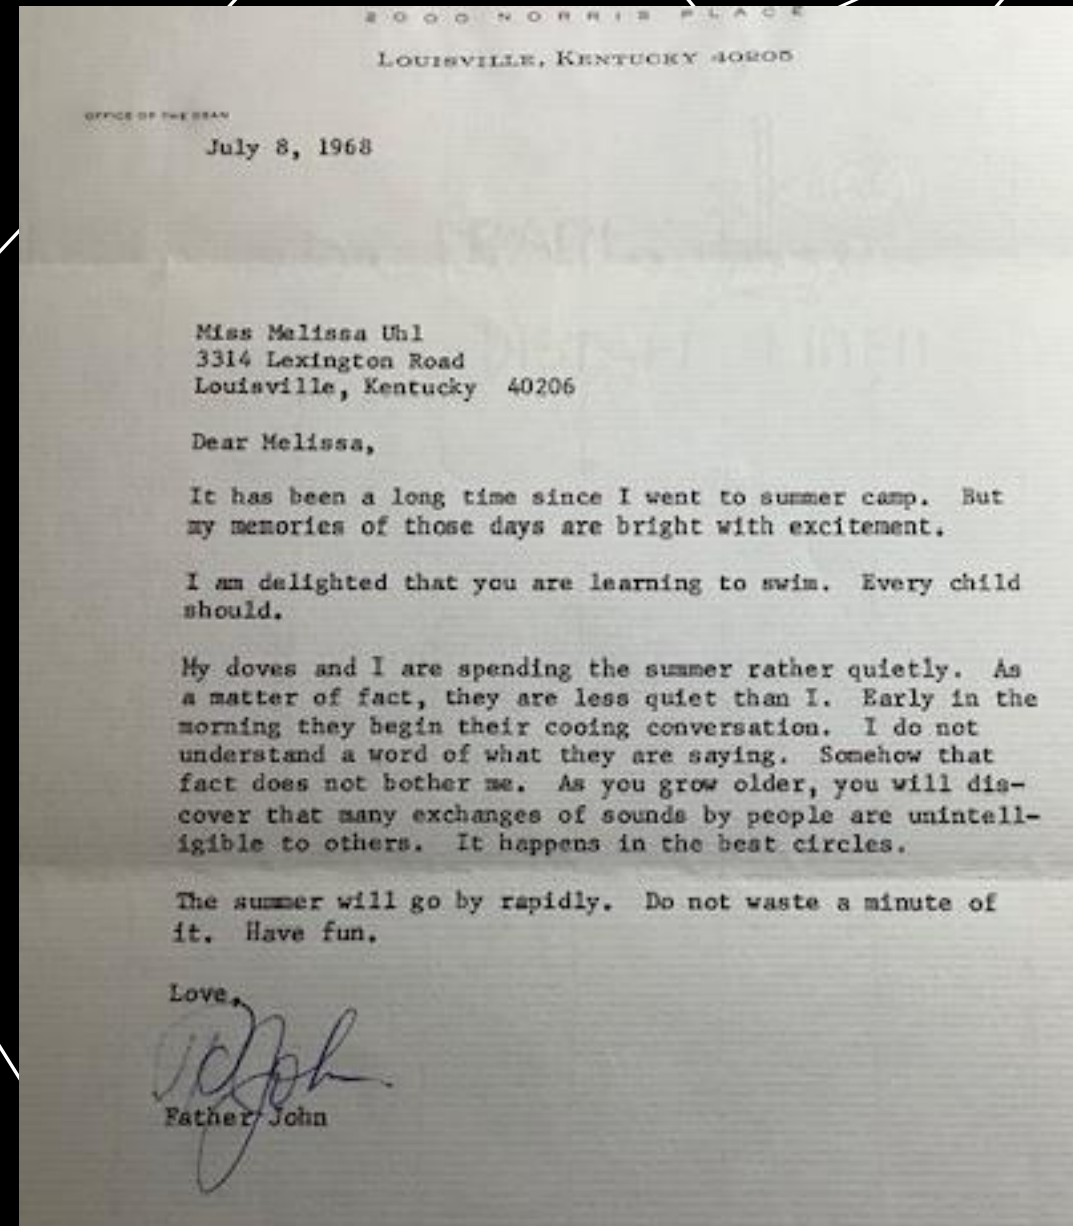 2000 NORRIS PLACE
LOUISVILLE, KENTUCKY 40205
OFFICE OF THE DEAN
July 8, 1968
Miss Melissa Uhl
3314 Lexington Road
Louisville, Kentucky 40206
Dear Melissa,
It has been a long time since I went to summer camp. But
my memories of those days are bright with excitement.
I am delighted that you are learning to swim. Every child
should.
My doves and I are spending the summer rather quietly. As
a matter of fact, they are less quiet than I. Early in the
morning they begin their cooing conversation. I do not
understand a word of what they are saying. Somehow that
fact does not bother me. As you grow older, you will dis-
cover that many exchanges of sounds by people are unintell-
igible to others. It happens in the best circles.
The summer will go by rapidly. Do not waste a minute of
it. Have fun.
Love,
John
Father John